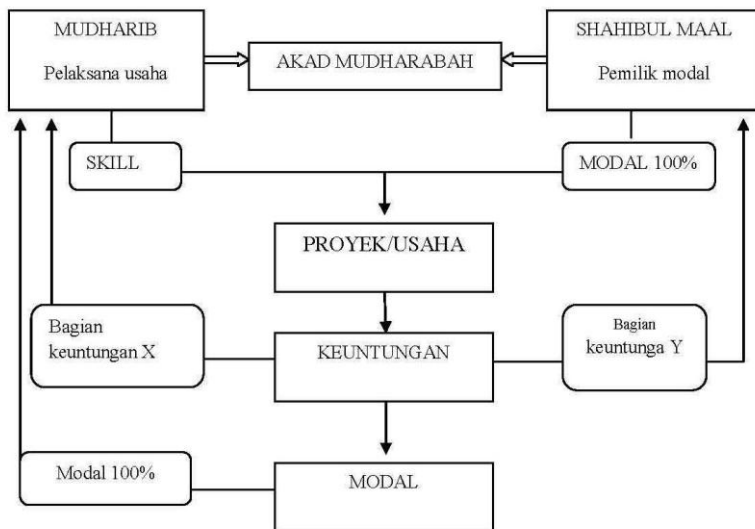 MUDHARIB
Pelaksana usaha
AKAD MUDHARABAH
SHAHIBUL MAAL
Pemilik modal
SKILL
MODAL 100%
PROYEK/USAHA
Bagian
keuntungan X
KEUNTUNGAN
Bagian
keuntunga Y
Modal 100%
MODAL